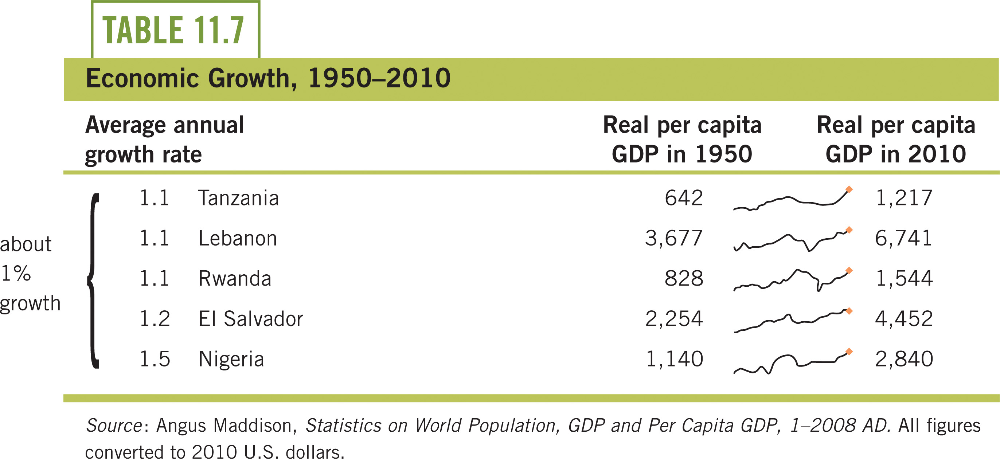 TABLE 11.7
Economic Growth, 1950–2010
Average annual growth rate
Real per capita GDP in 1950
Real per capita GDP in 2010
about 1% growth
1.1 Tanzania 642 1,217
1.1 Lebanon 3,677 6,741
1.1 Rwanda 828 1,544
1.2 El Salvador 2,254 4,452
1.5 Nigeria 1,140 2,840
Source: Angus Maddison, Statistics on World Population, GDP and Per Capita GDP, 1–2008 AD. All figures
converted to 2010 U.S. dollars.